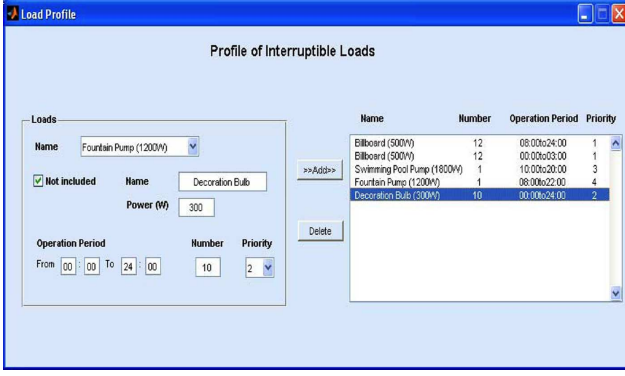 Load Profile
Profile of Interruptible Loads
Loads
Name Fountain Pump (1200W)
Not included Name Decoration Bulb
Power (W) 300
Operation Period Number Priority
From 00 : 00 To 24 : 00 10 2
>>Add>>
Delete
Name Number Operation Period Priority
Billboard (500W) 12 08:00to24:00 1
Billboard (500W) 12 00:00to03:00 1
Swimming Pool Pump (1800W) 1 10:00to20:00 3
Fountain Pump (1200W) 1 08:00to22:00 4
Decoration Bulb (300W) 10 00:00to24:00 2